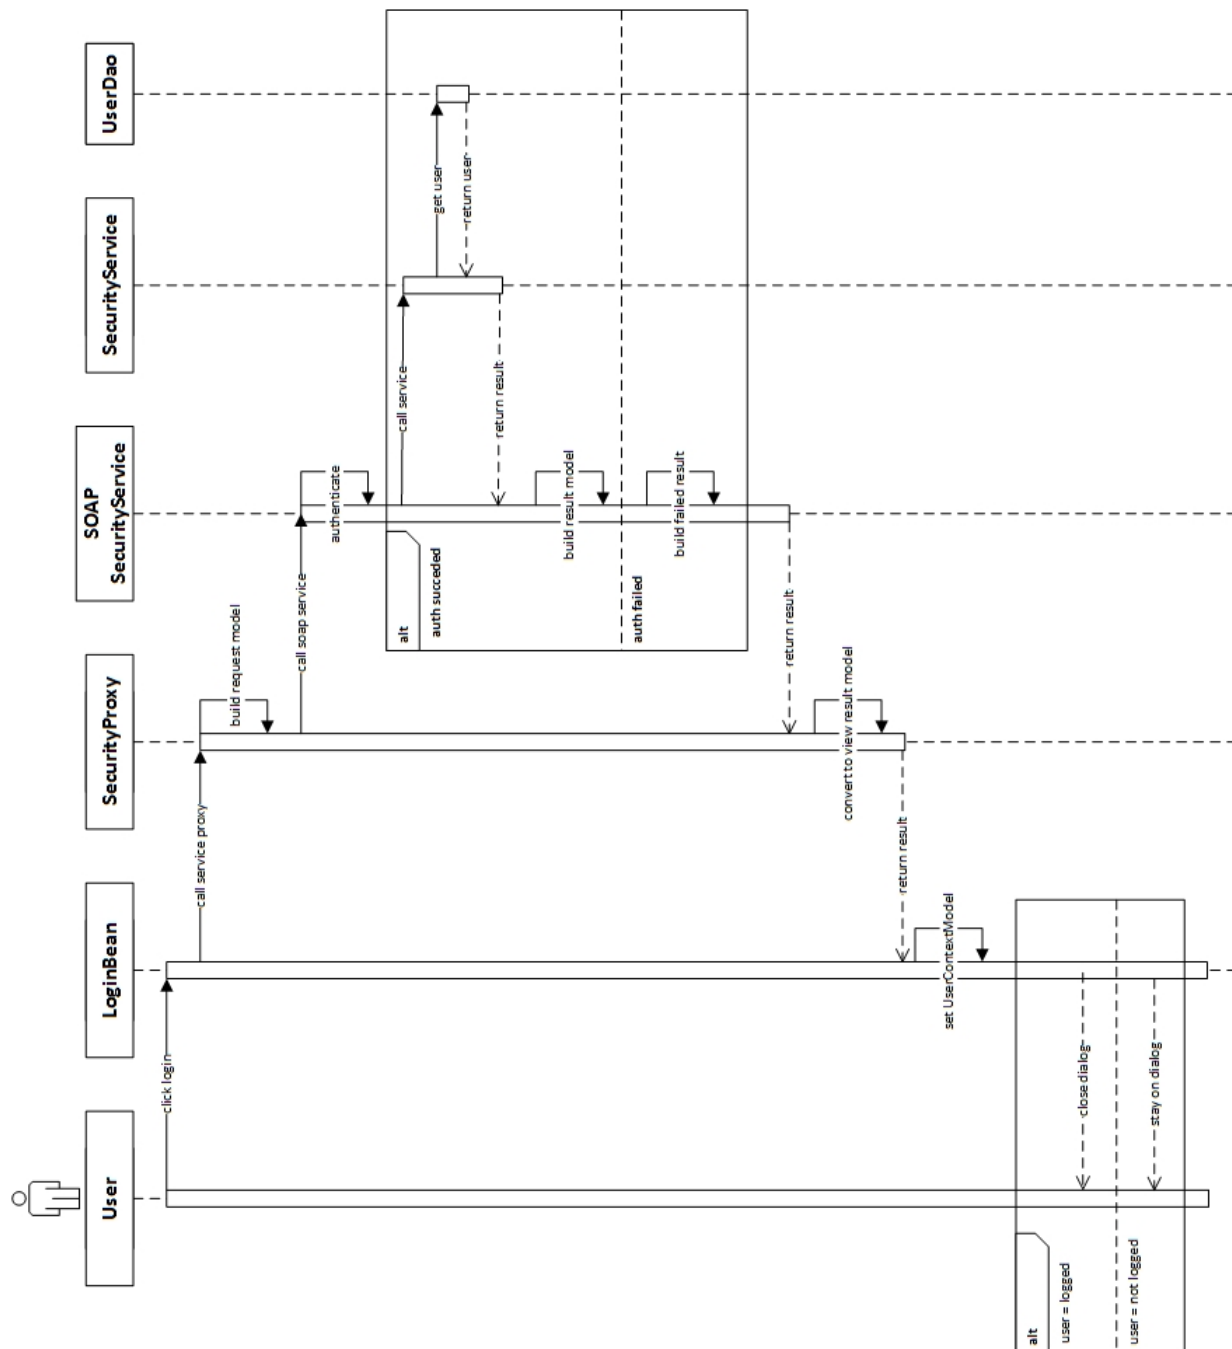 User
LoginBean
SecurityProxy
SOAP
SecurityService
SecurityService
UserDao
click login
call service proxy
build request model
call soap service
authenticate
alt
auth succeded
call service
get user
return user
return result
build result model
auth failed
build failed result
return result
convert to view result model
return result
set UserContextModel
alt
user = logged
close dialog
user = not logged
stay on dialog